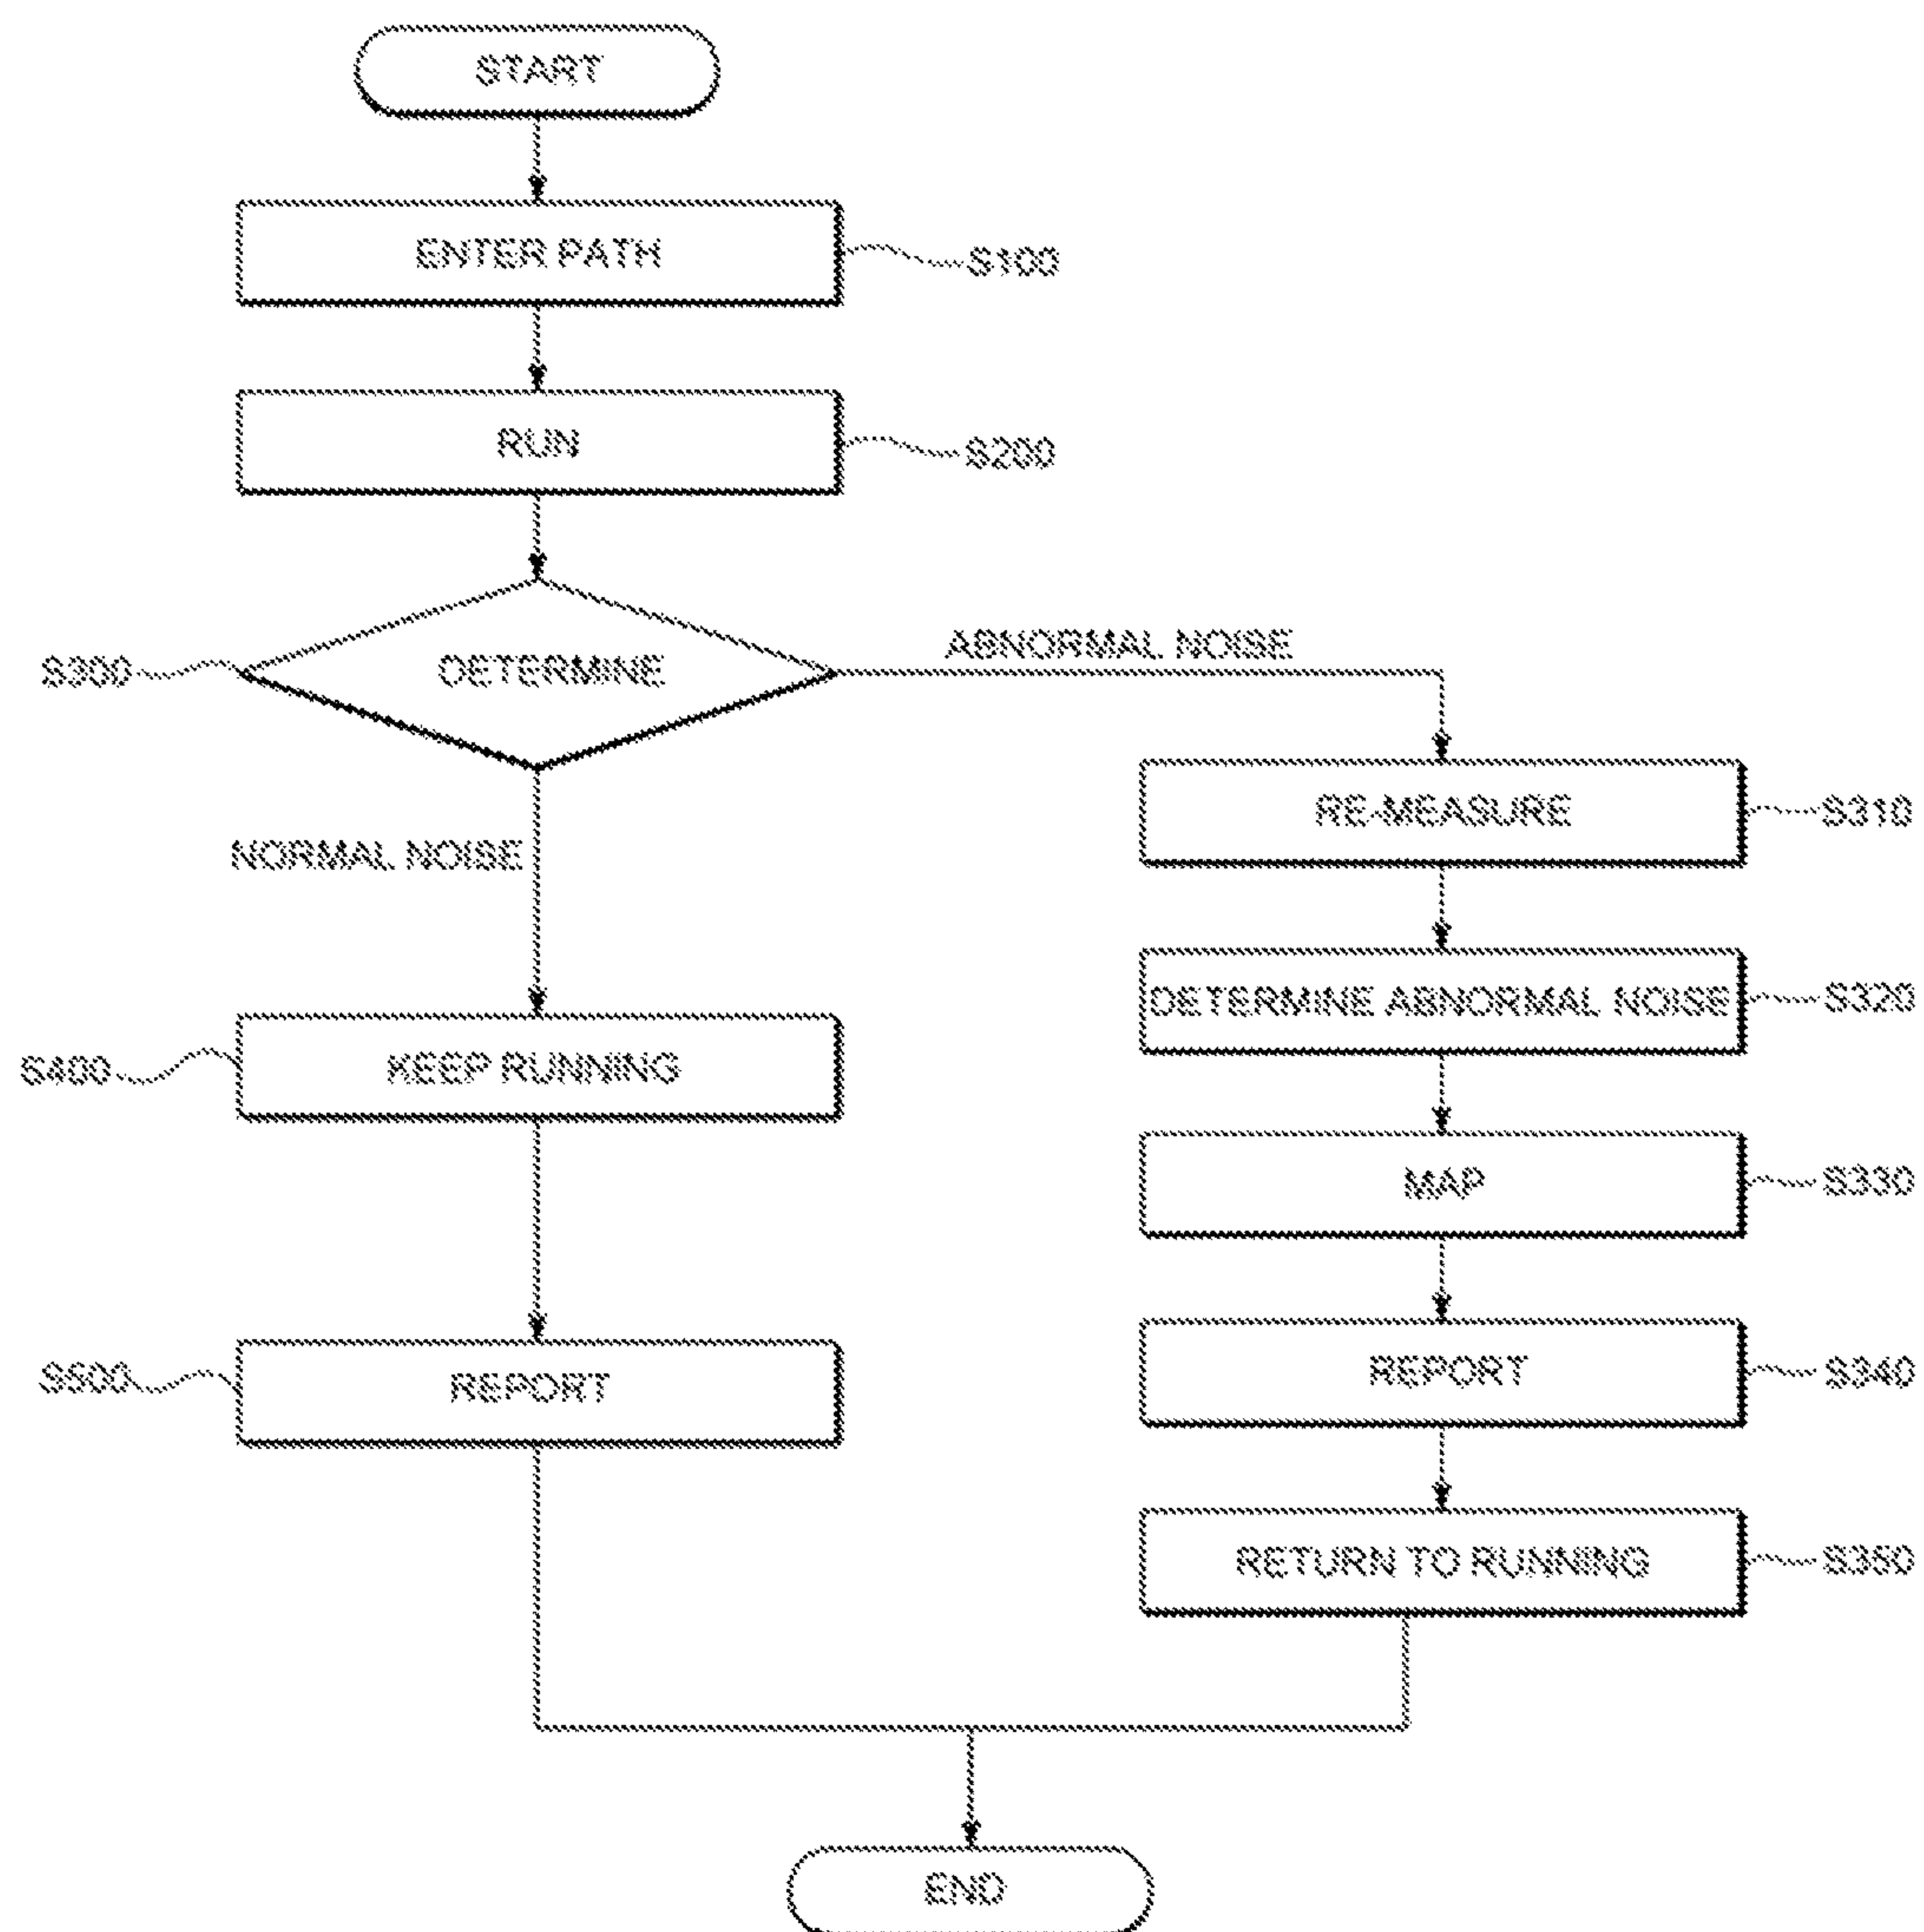 START
ENTER PATH
S100
RUN
S200
S300
DETERMINE
ABNORMAL NOISE
NORMAL NOISE
RE-MEASURE
S310
DETERMINE ABNORMAL NOISE
S320
S400
KEEP RUNNING
MAP
S330
S500
REPORT
REPORT
S340
RETURN TO RUNNING
S350
END